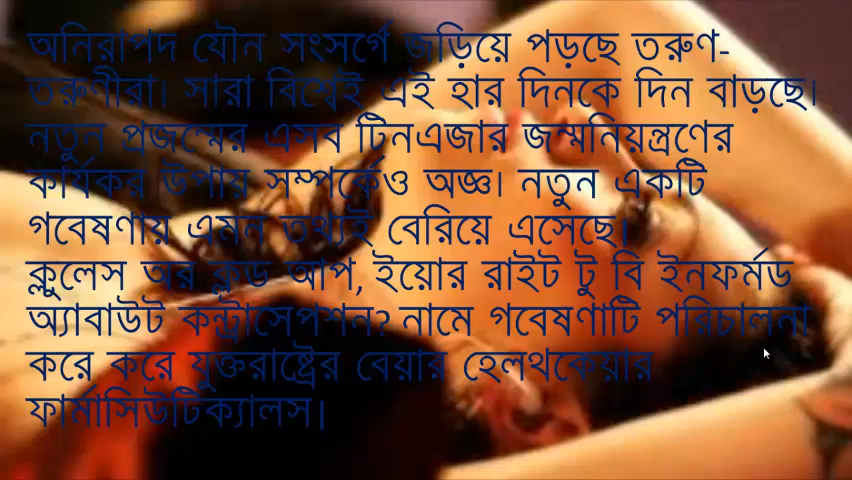 অনিরাপদ যৌন সংসর্গে জড়িয়ে পড়ছে তরুণ-
তরুণীরা। সারা বিশ্বেই এই হার দিনকে দিন বাড়ছে।
নতুন প্রজন্মের এসব টিনএজার জন্মনিয়ন্ত্রণের
কার্যকর উপায় সম্পর্কেও অজ্ঞ। নতুন একটি
গবেষণায় এমন তথ্যই বেরিয়ে এসেছে।
ক্লুলেস অর ক্লড আপ, ইয়োর রাইট টু বি ইনফর্মড
অ্যাবাউট কন্ট্রাসেপশন? নামে গবেষণাটি পরিচালনা
করে করে যুক্তরাষ্ট্রের বেয়ার হেলথকেয়ার
ফার্মাসিউটিক্যালস।